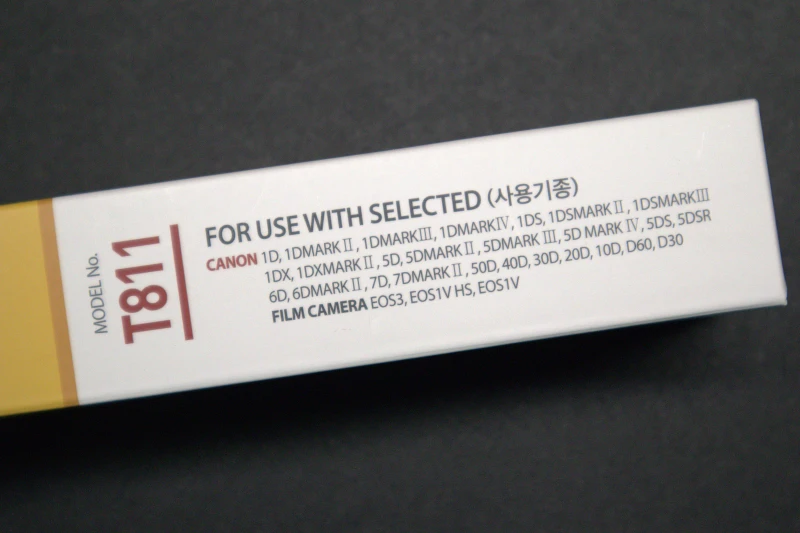 MODEL No.
T811
FOR USE WITH SELECTED (사용기종)
CANON 1D, 1DMARKⅡ, 1DMARKⅢ, 1DMARKⅣ, 1DS, 1DSMARKⅡ, 1DSMARKⅢ
1DX, 1DXMARKⅡ, 5D, 5DMARKⅡ, 5DMARK Ⅲ, 5D MARK Ⅳ, 5DS, 5DSR
6D, 6DMARKⅡ, 7D, 7DMARKⅡ, 50D, 40D, 30D, 20D, 10D, D60, D30
FILM CAMERA EOS3, EOS1V HS, EOS1V